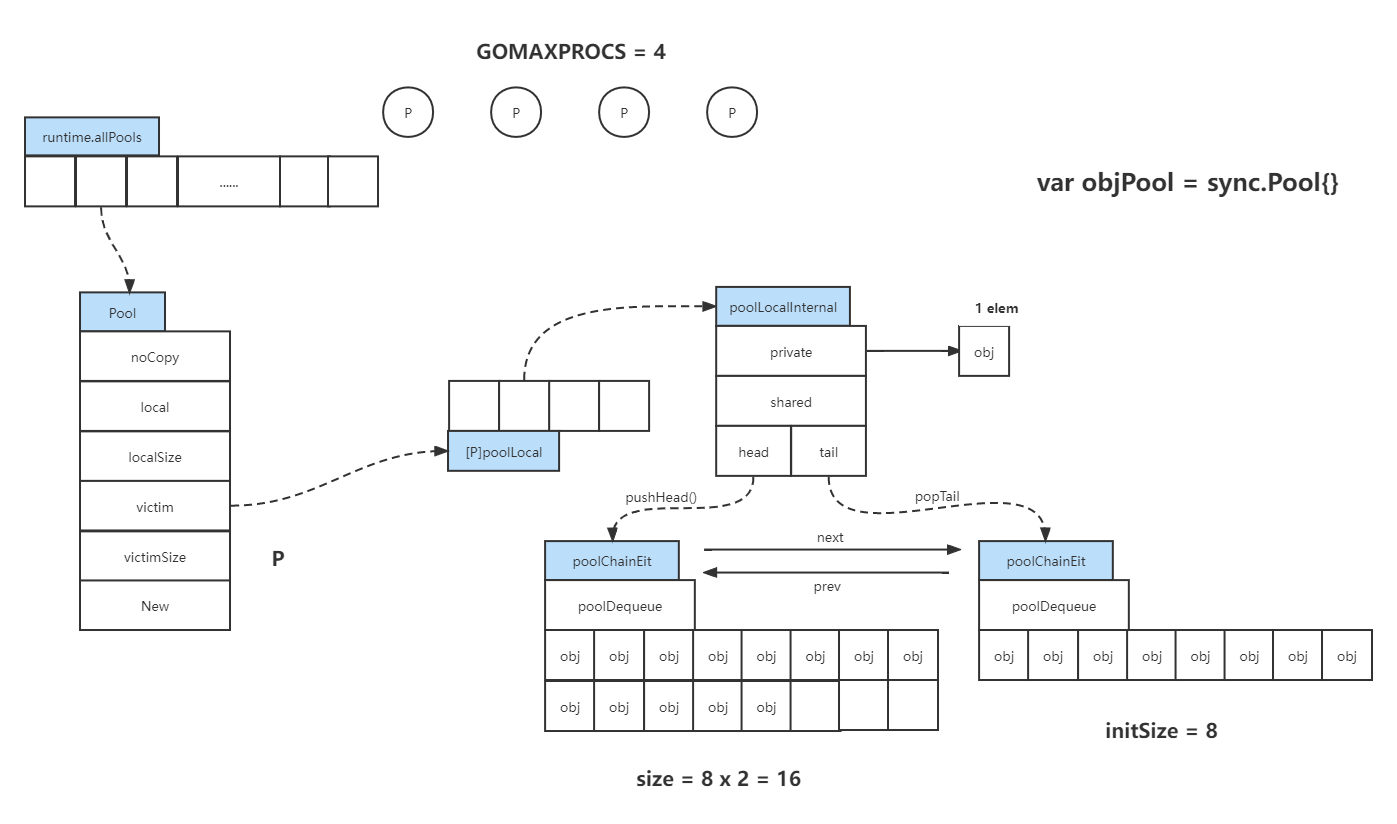 GOMAXPROCS = 4
P
P
P
P
runtime.allPools
......
var objPool = sync.Pool{}
Pool
noCopy
local
localSize
victim
victimSize
New
P
[P]poolLocal
poolLocalInternal
private
shared
head
tail
1 elem
obj
pushHead()
popTail
next
prev
poolChainEit
poolDequeue
obj obj obj obj obj obj obj obj
obj obj obj obj obj
size = 8 x 2 = 16
poolChainEit
poolDequeue
obj obj obj obj obj obj obj obj
initSize = 8